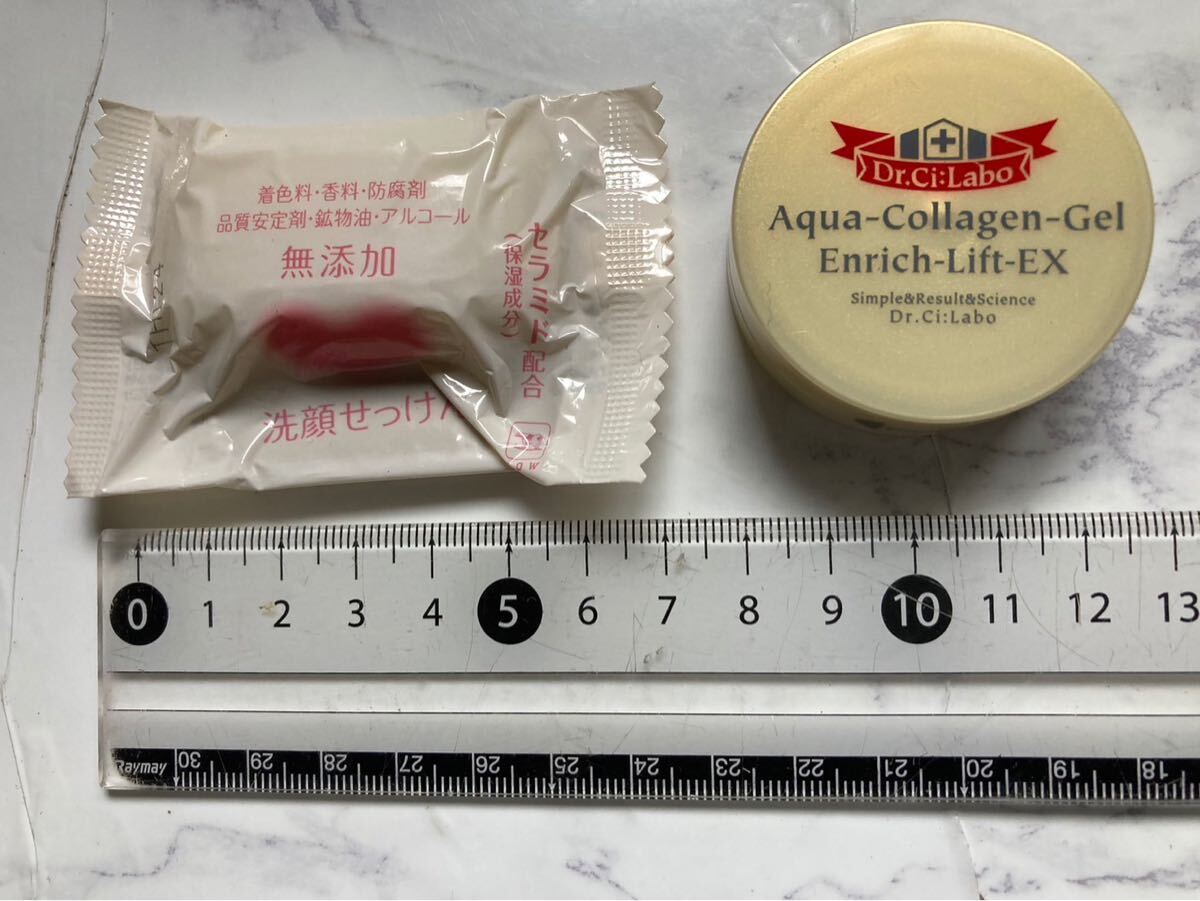 着色料・香料・防腐剤
品質安定剤・鉱物油・アルコール
無添加
セラミド配合
(保湿成分)
洗顔せっけん
Dr.Ci:Labo
Aqua-Collagen-Gel
Enrich-Lift-EX
Simple&Result&Science
Dr.Ci:Labo
0 1 2 3 4 5 6 7 8 9 10 11 12 13
Raymay 30 29 28 27 26 25 24 23 22 21 20 19 18